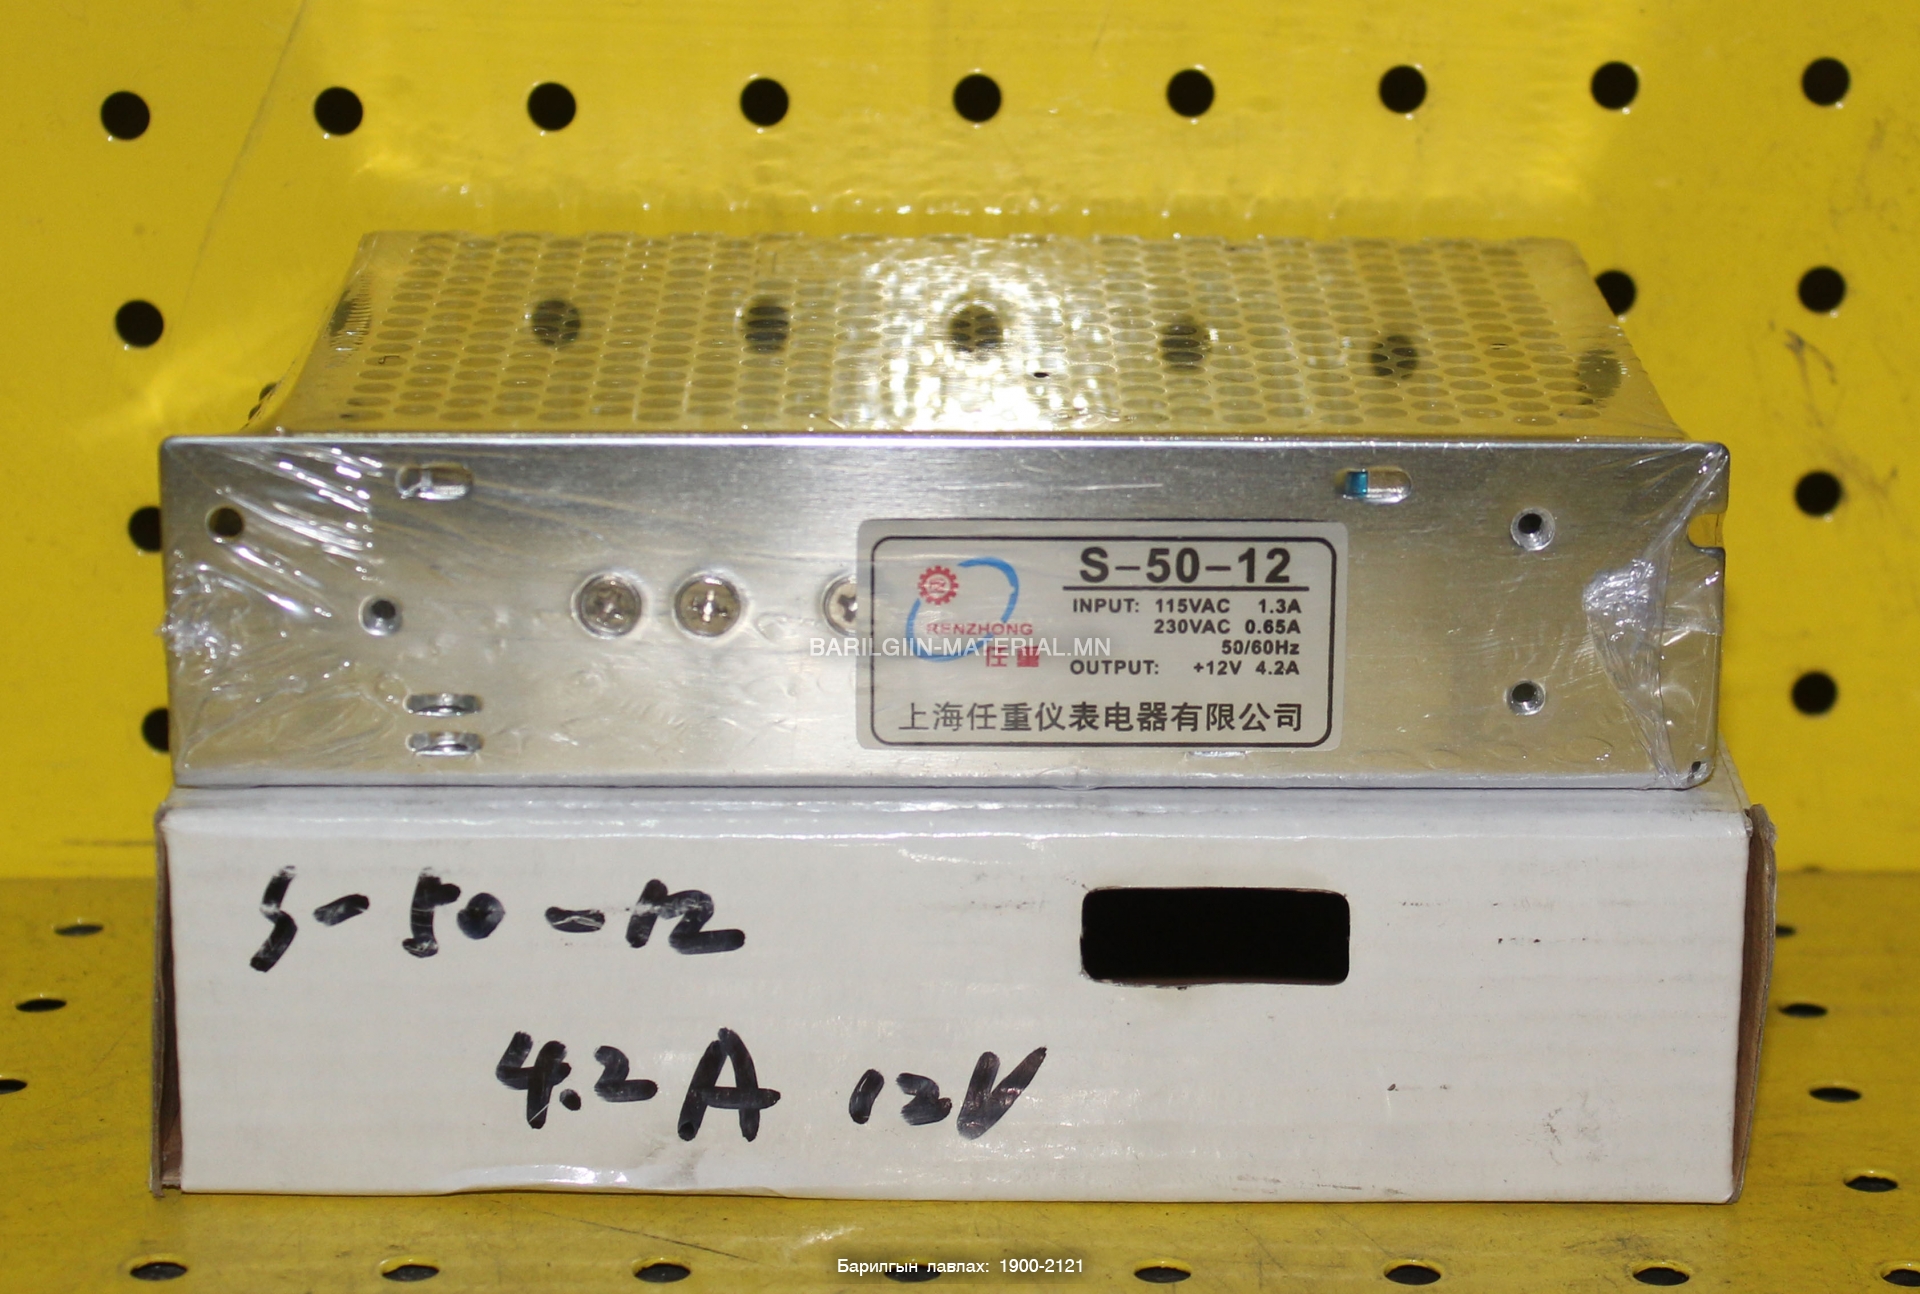 S-50-12
INPUT: 115VAC 1.3A
230VAC 0.65A
50/60Hz
OUTPUT: +12V 4.2A
RENZHONG
任重
上海任重仪表电器有限公司
BARILGIIN-MATERIAL.MN
S-50-12
4.2A 12V
Барилгын лавлах: 1900-2121